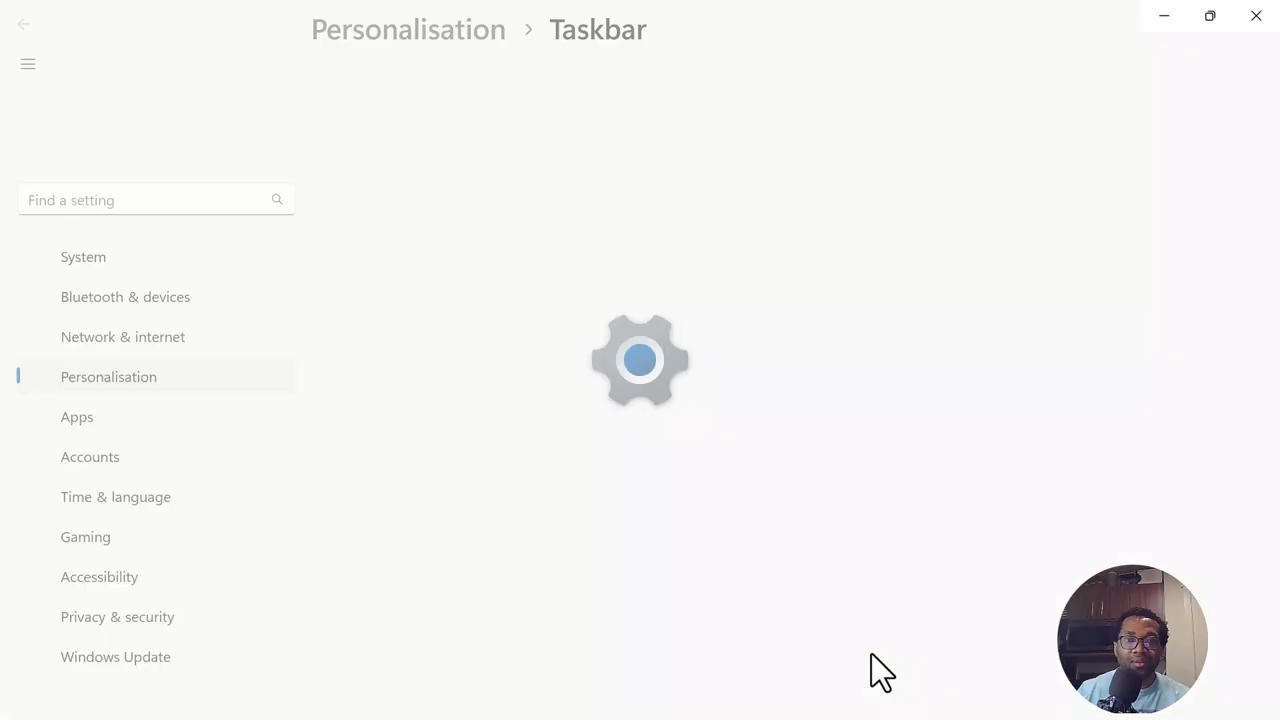 Personalisation > Taskbar
Find a setting
System
Bluetooth & devices
Network & internet
Personalisation
Apps
Accounts
Time & language
Gaming
Accessibility
Privacy & security
Windows Update